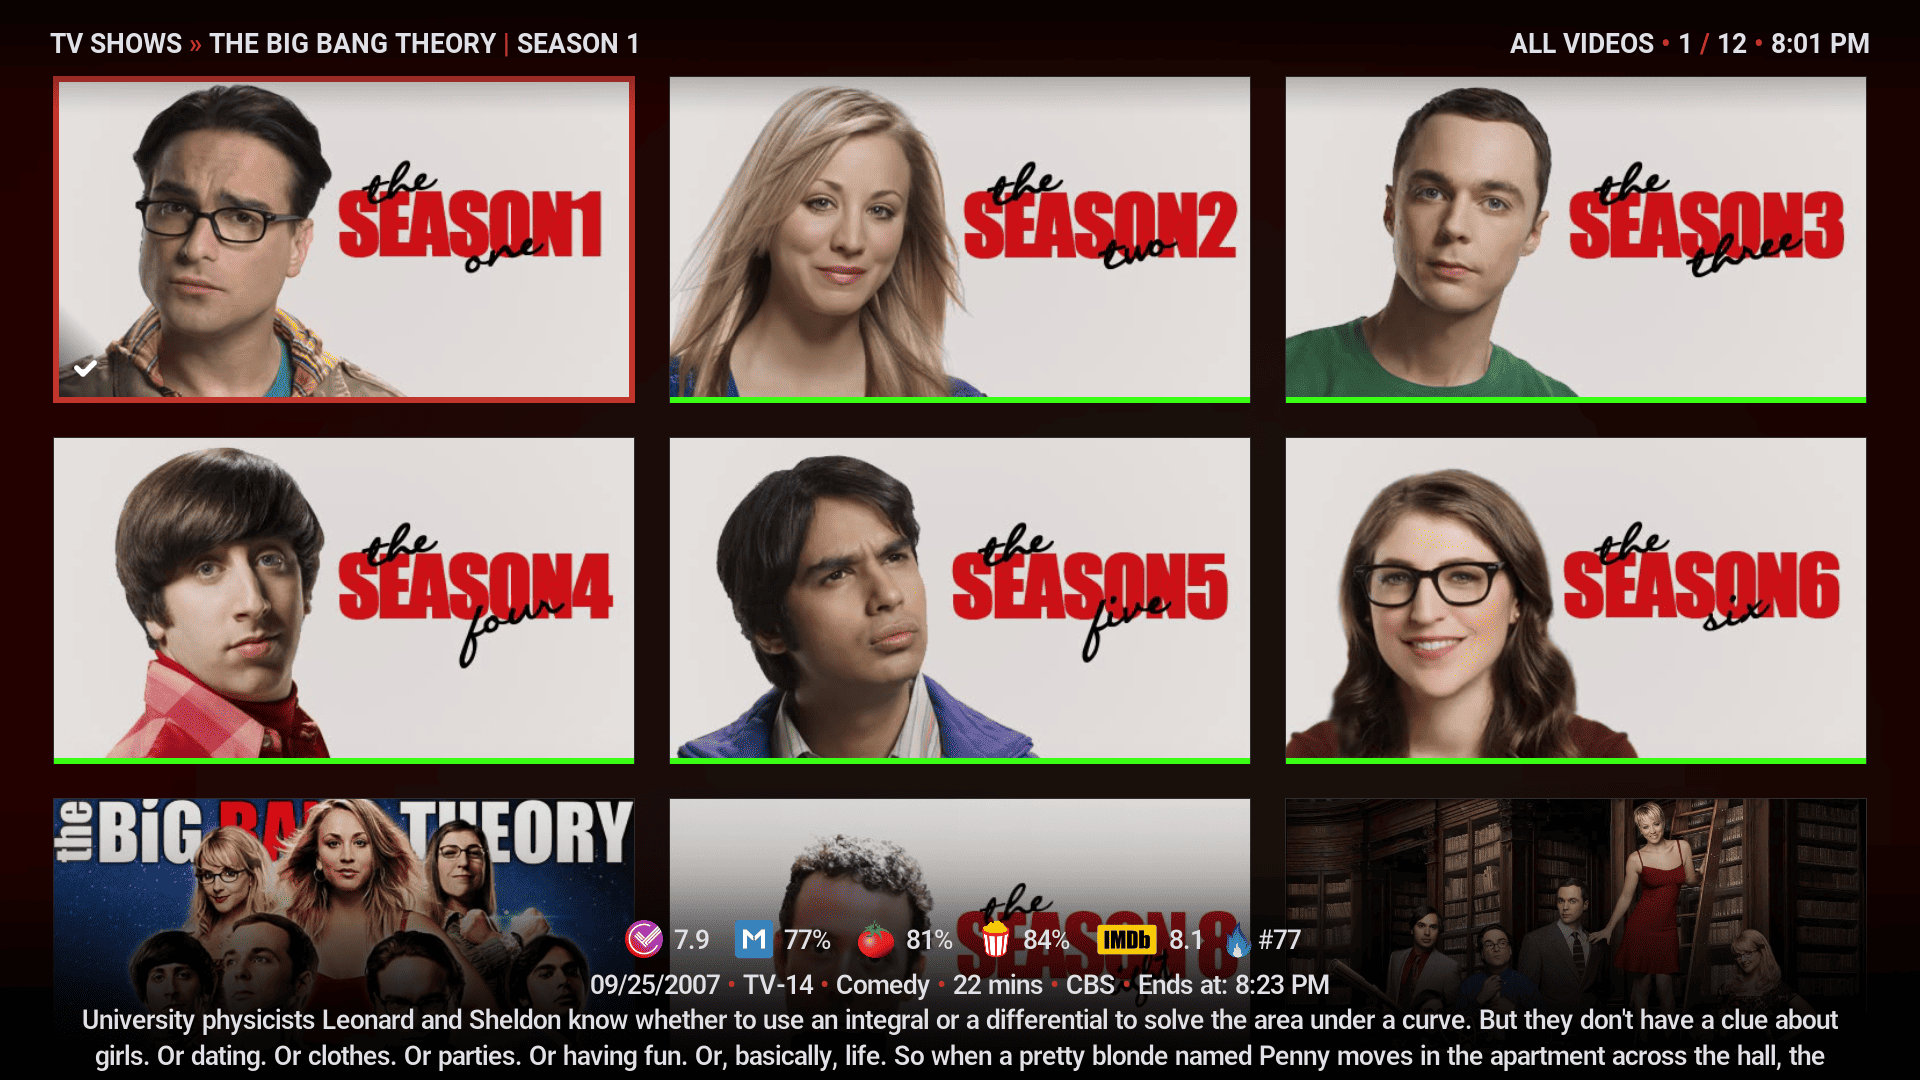 TV SHOWS » THE BIG BANG THEORY | SEASON 1
ALL VIDEOS • 1 / 12 • 8:01 PM
the
SEASON1
one
the
SEASON2
two
the
SEASON3
three
the
SEASON4
four
the
SEASON5
five
the
SEASON6
six
the BiG BANG THEORY
the
SEASON 8
7.9 M 77% 81% 84% IMDb 8.1 #77
09/25/2007 • TV-14 • Comedy • 22 mins • CBS • Ends at: 8:23 PM
University physicists Leonard and Sheldon know whether to use an integral or a differential to solve the area under a curve. But they don't have a clue about
girls. Or dating. Or clothes. Or parties. Or having fun. Or, basically, life. So when a pretty blonde named Penny moves in the apartment across the hall, the